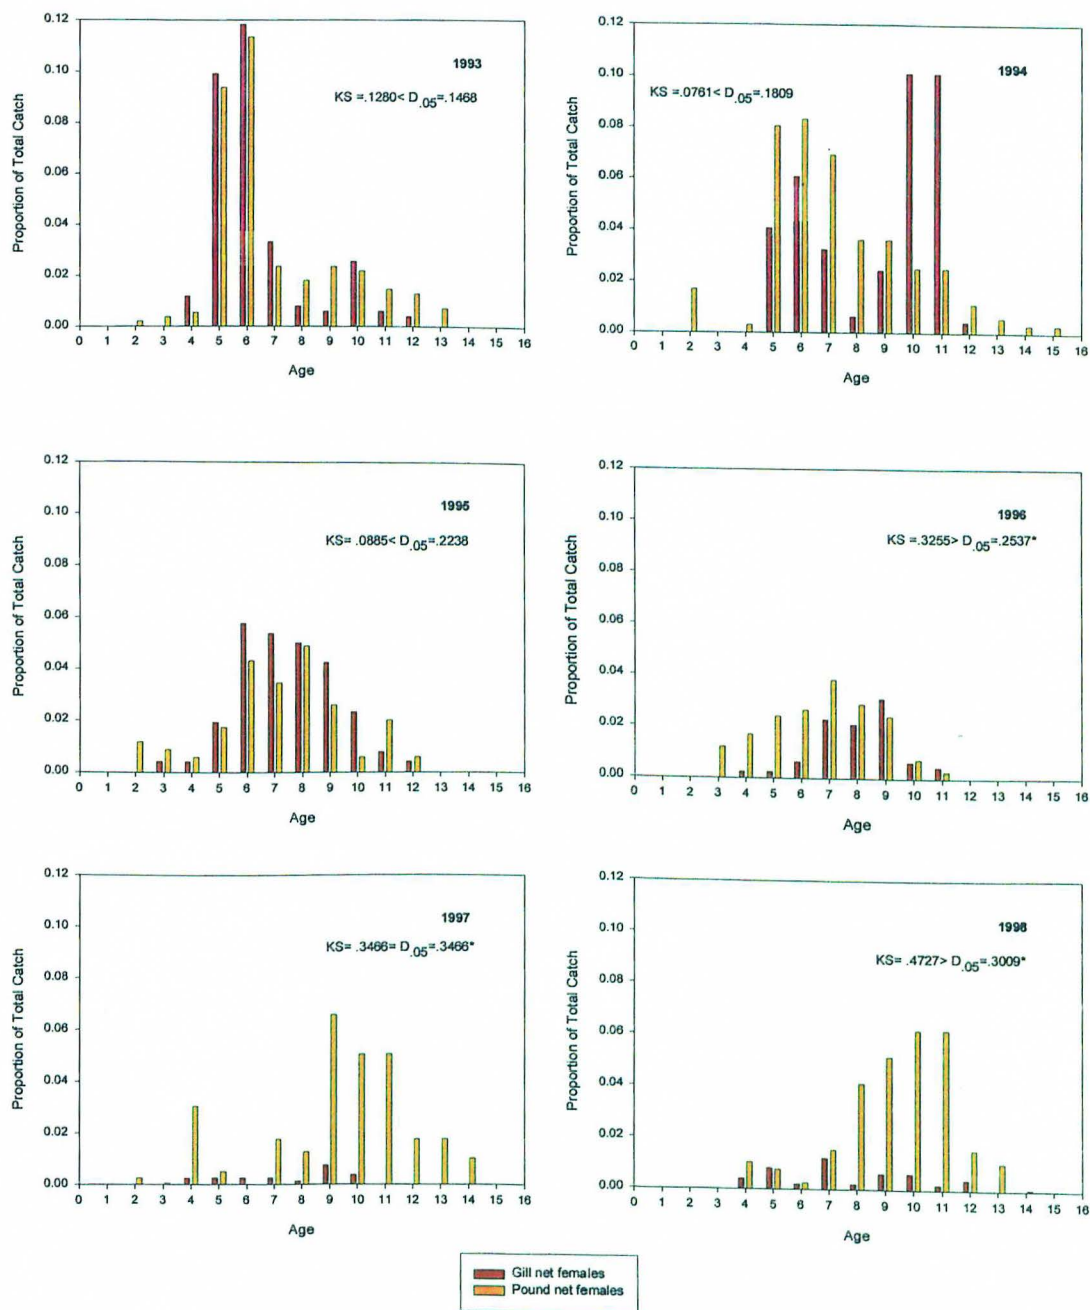 0.12
0.10
0.08
0.06
0.04
0.02
0.00
Proportion of Total Catch
1993
KS =.1280< D.05=.1468
0 1 2 3 4 5 6 7 8 9 10 11 12 13 14 15 16
Age
0.12
0.10
0.08
0.06
0.04
0.02
0.00
Proportion of Total Catch
1994
KS =.0761< D.05=.1809
0 1 2 3 4 5 6 7 8 9 10 11 12 13 14 15 16
Age
0.12
0.10
0.08
0.06
0.04
0.02
0.00
Proportion of Total Catch
1995
KS= .0885< D.05=.2238
0 1 2 3 4 5 6 7 8 9 10 11 12 13 14 15 16
Age
0.12
0.10
0.08
0.06
0.04
0.02
0.00
Proportion of Total Catch
1996
KS =.3255> D.05=.2537*
0 1 2 3 4 5 6 7 8 9 10 11 12 13 14 15 16
Age
0.12
0.10
0.08
0.06
0.04
0.02
0.00
Proportion of Total Catch
1997
KS= .3466= D.05=.3466*
0 1 2 3 4 5 6 7 8 9 10 11 12 13 14 15 16
Age
0.12
0.10
0.08
0.06
0.04
0.02
0.00
Proportion of Total Catch
1998
KS= .4727> D.05=.3009*
0 1 2 3 4 5 6 7 8 9 10 11 12 13 14 15 16
Age
Gill net females
Pound net females